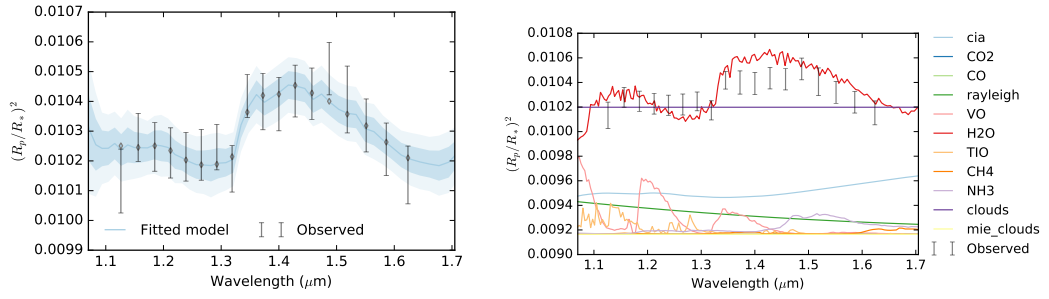 0.0107
0.0106
0.0105
0.0104
0.0103
0.0102
0.0101
0.0100
0.0099
(Rp/R*)²
Fitted model
Observed
1.1 1.2 1.3 1.4 1.5 1.6 1.7
Wavelength (μm)
0.0108
0.0106
0.0104
0.0102
0.0100
0.0098
0.0096
0.0094
0.0092
0.0090
(Rp/R*)²
1.1 1.2 1.3 1.4 1.5 1.6 1.7
Wavelength (μm)
cia
CO2
CO
rayleigh
VO
H2O
TIO
CH4
NH3
clouds
mie_clouds
Observed